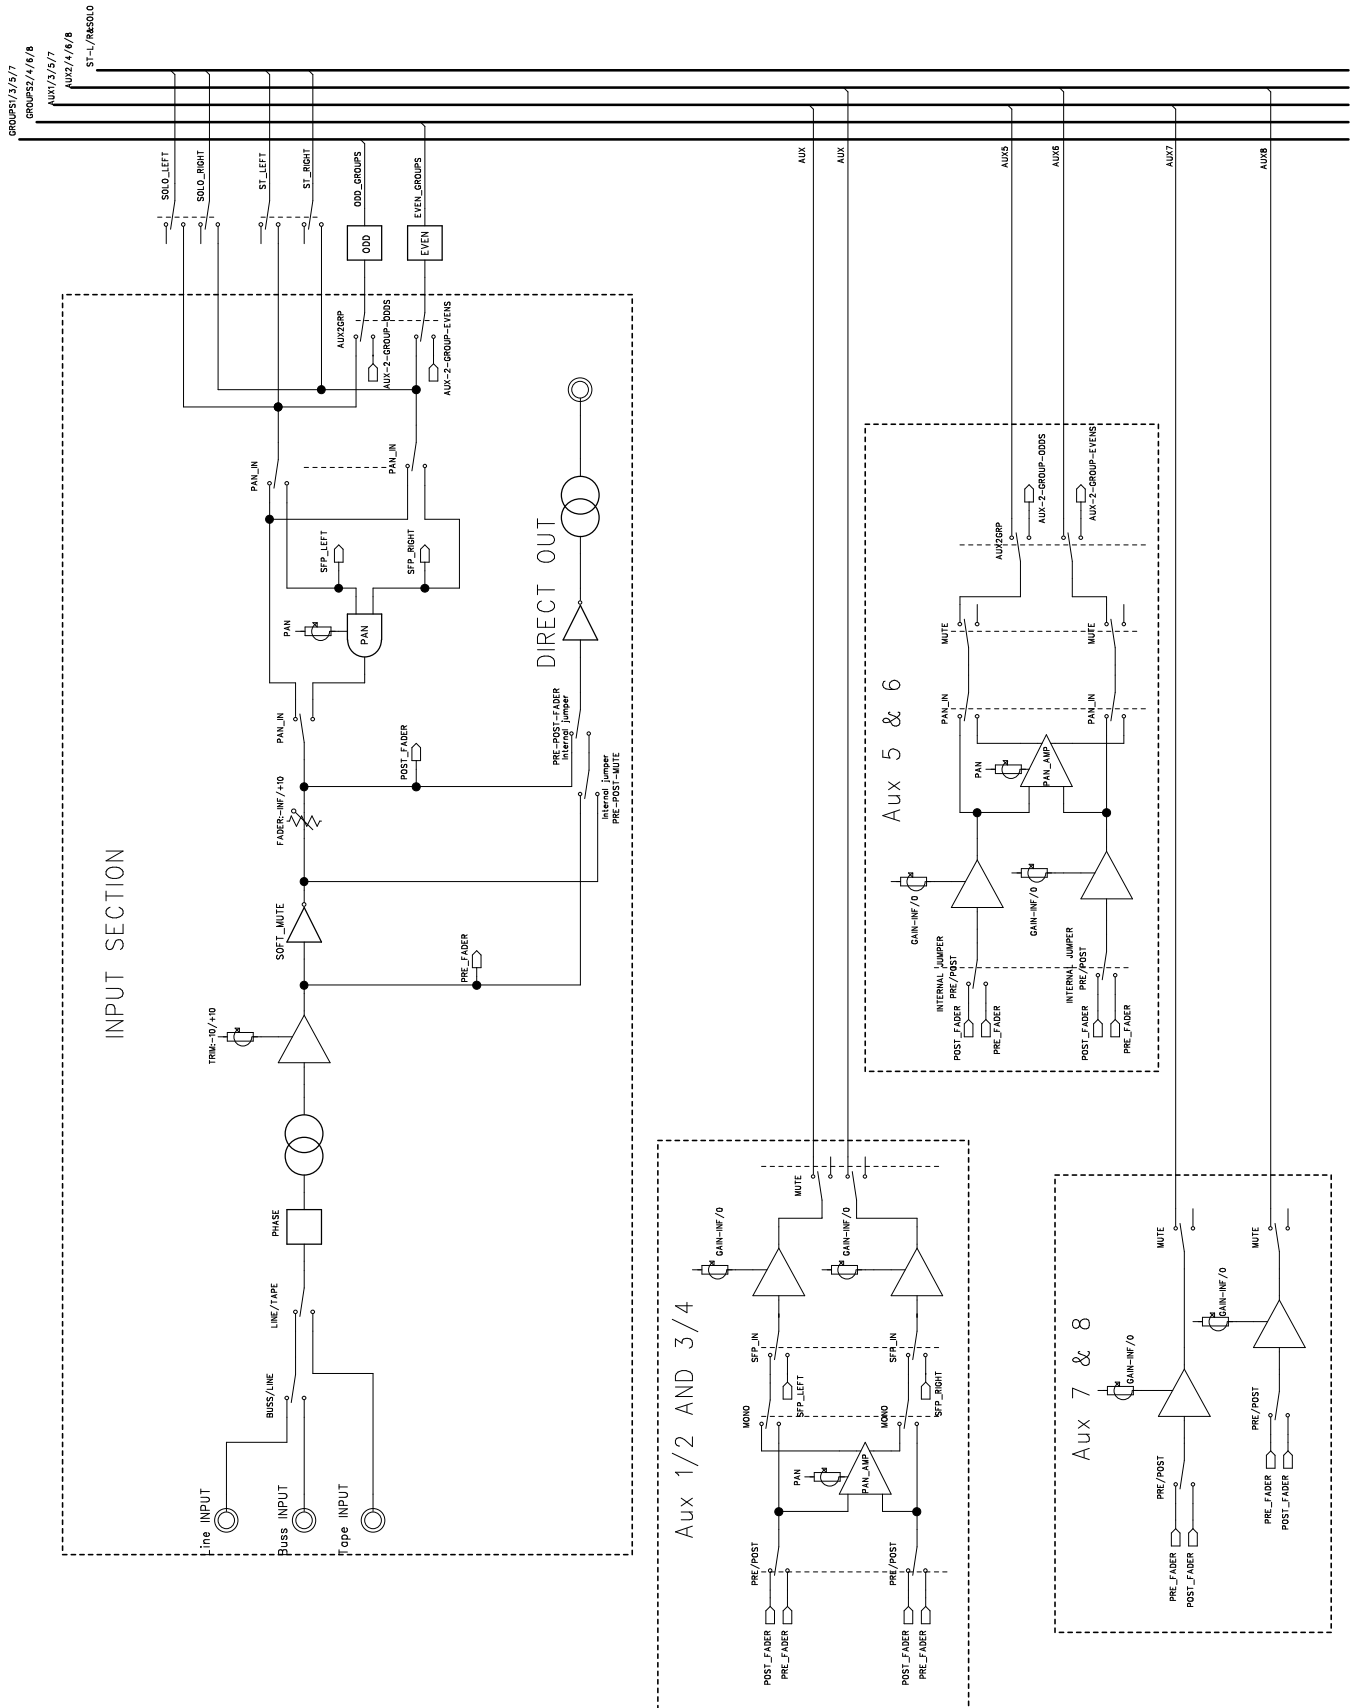 ST-L/R&SOLO
AUX2/4/6/8
AUX1/3/5/7
GROUPS2/4/6/8
GROUPS1/3/5/7
SOLO_LEFT
SOLO_RIGHT
ST_LEFT
ST_RIGHT
ODD_GROUPS
EVEN_GROUPS
ODD
EVEN
AUX
AUX
AUX5
AUX6
AUX7
AUX8
INPUT SECTION
Line INPUT
Buss INPUT
Tape INPUT
BUSS/LINE
LINE/TAPE
PHASE
TRIM:-10/+10
SOFT_MUTE
PRE_FADER
FADER:-INF/+10
POST_FADER
PAN_IN
PAN
PAN
SFP_LEFT
SFP_RIGHT
PAN_IN
PAN_IN
AUX2GRP
AUX-2-GROUP-ODDS
AUX-2-GROUP-EVENS
DIRECT OUT
PRE-POST-FADER
Internal jumper
Internal jumper
PRE-POST-MUTE
Aux 1/2 AND 3/4
POST_FADER
PRE_FADER
POST_FADER
PRE_FADER
PRE/POST
PRE/POST
PAN
PAN_AMP
MONO
MONO
SFP_LEFT
SFP_RIGHT
SFP_IN
SFP_IN
GAIN-INF/0
GAIN-INF/0
MUTE
Aux 5 & 6
POST_FADER
PRE_FADER
POST_FADER
PRE_FADER
INTERNAL JUMPER
PRE/POST
INTERNAL JUMPER
PRE/POST
GAIN-INF/0
GAIN-INF/0
PAN
PAN_AMP
PAN_IN
PAN_IN
MUTE
MUTE
AUX2GRP
AUX-2-GROUP-ODDS
AUX-2-GROUP-EVENS
Aux 7 & 8
PRE_FADER
POST_FADER
PRE_FADER
POST_FADER
PRE/POST
PRE/POST
GAIN-INF/0
GAIN-INF/0
MUTE
MUTE